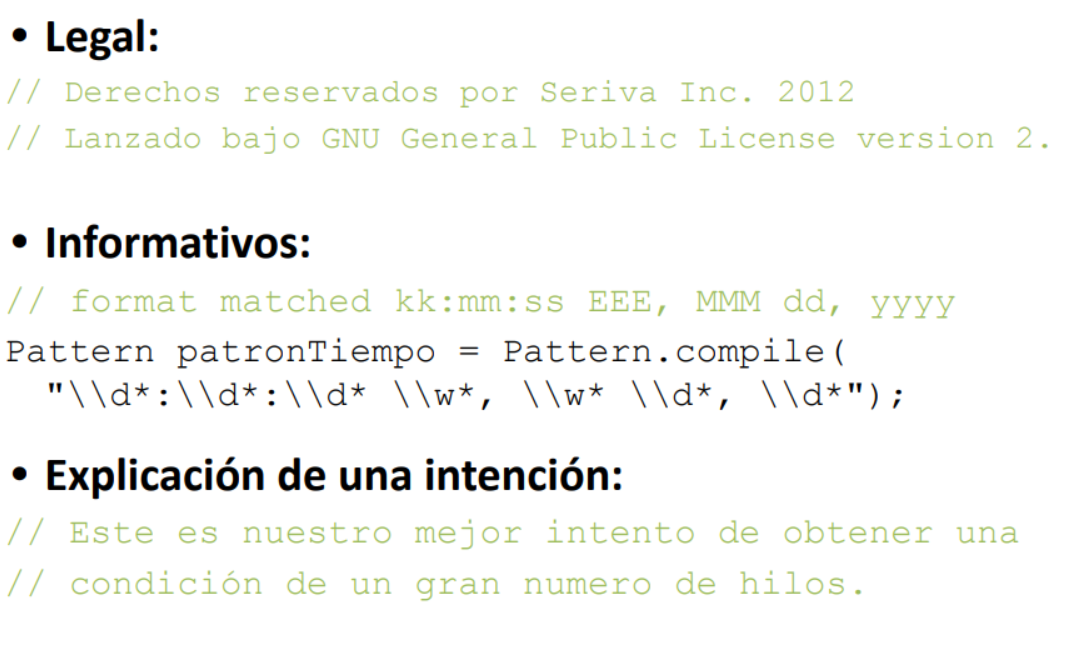 • Legal:
// Derechos reservados por Seriva Inc. 2012
// Lanzado bajo GNU General Public License version 2.
• Informativos:
// format matched kk:mm:ss EEE, MMM dd, yyyy
Pattern patronTiempo = Pattern.compile(
"\\d*:\\d*:\\d* \\w*, \\w* \\d*, \\d*");
• Explicación de una intención:
// Este es nuestro mejor intento de obtener una
// condición de un gran numero de hilos.